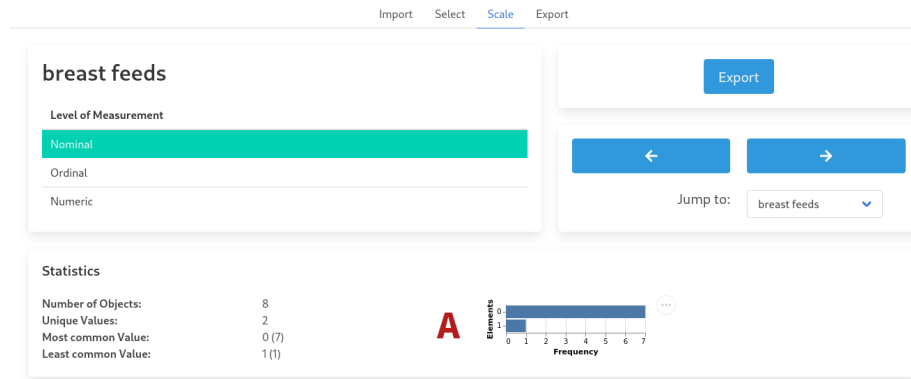 Import Select Scale Export
breast feeds
Level of Measurement
Nominal
Ordinal
Numeric
Export
Jump to: breast feeds
Statistics
Number of Objects: 8
Unique Values: 2
Most common Value: 0 (7)
Least common Value: 1 (1)
A
Elements
0
1
0 1 2 3 4 5 6 7
Frequency